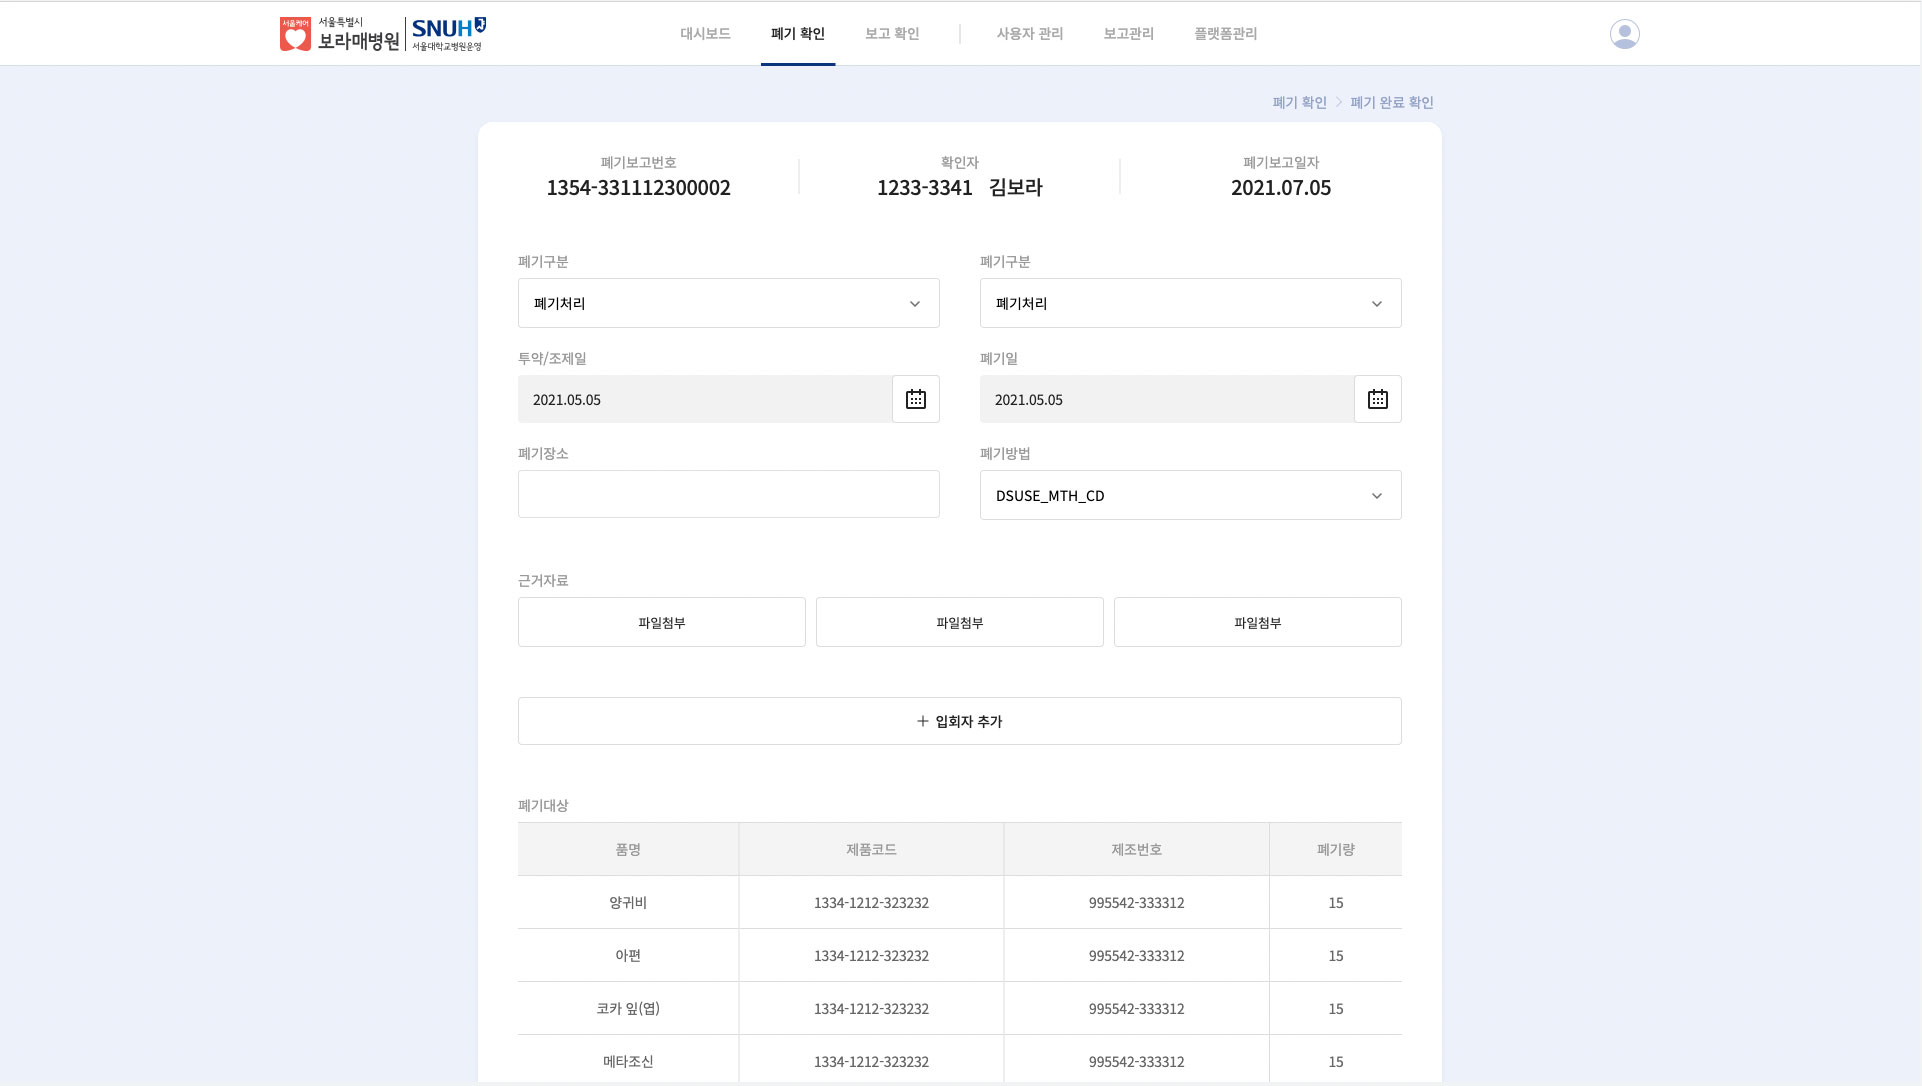 서울케어 서울특별시 보라매병원 SNUH 서울대학교병원운영
대시보드 폐기 확인 보고 확인 사용자 관리 보고관리 플랫폼관리
폐기 확인 > 폐기 완료 확인
폐기보고번호 확인자 폐기보고일자
1354-331112300002 1233-3341 김보라 2021.07.05
폐기구분 폐기구분
폐기처리 폐기처리
투약/조제일 폐기일
2021.05.05 2021.05.05
폐기장소 폐기방법
DSUSE_MTH_CD
근거자료
파일첨부 파일첨부 파일첨부
+ 입회자 추가
폐기대상
품명 제품코드 제조번호 폐기량
양귀비 1334-1212-323232 995542-333312 15
아편 1334-1212-323232 995542-333312 15
코카 잎(엽) 1334-1212-323232 995542-333312 15
메타조신 1334-1212-323232 995542-333312 15